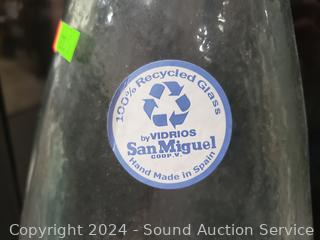 100% Recycled Glass
by VIDRIOS
San Miguel
COOP. V.
Hand Made in Spain
Copyright 2024 - Sound Auction Service